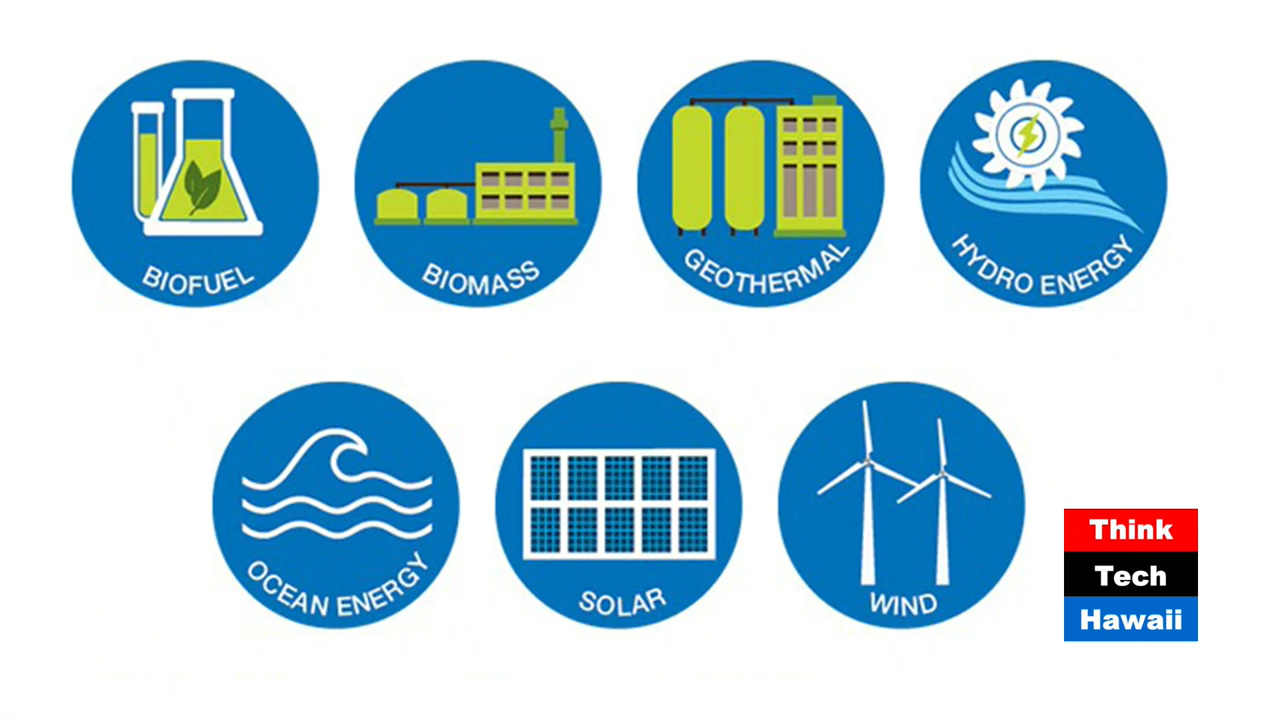 BIOFUEL
BIOMASS
GEOTHERMAL
HYDRO ENERGY
OCEAN ENERGY
SOLAR
WIND
Think
Tech
Hawaii